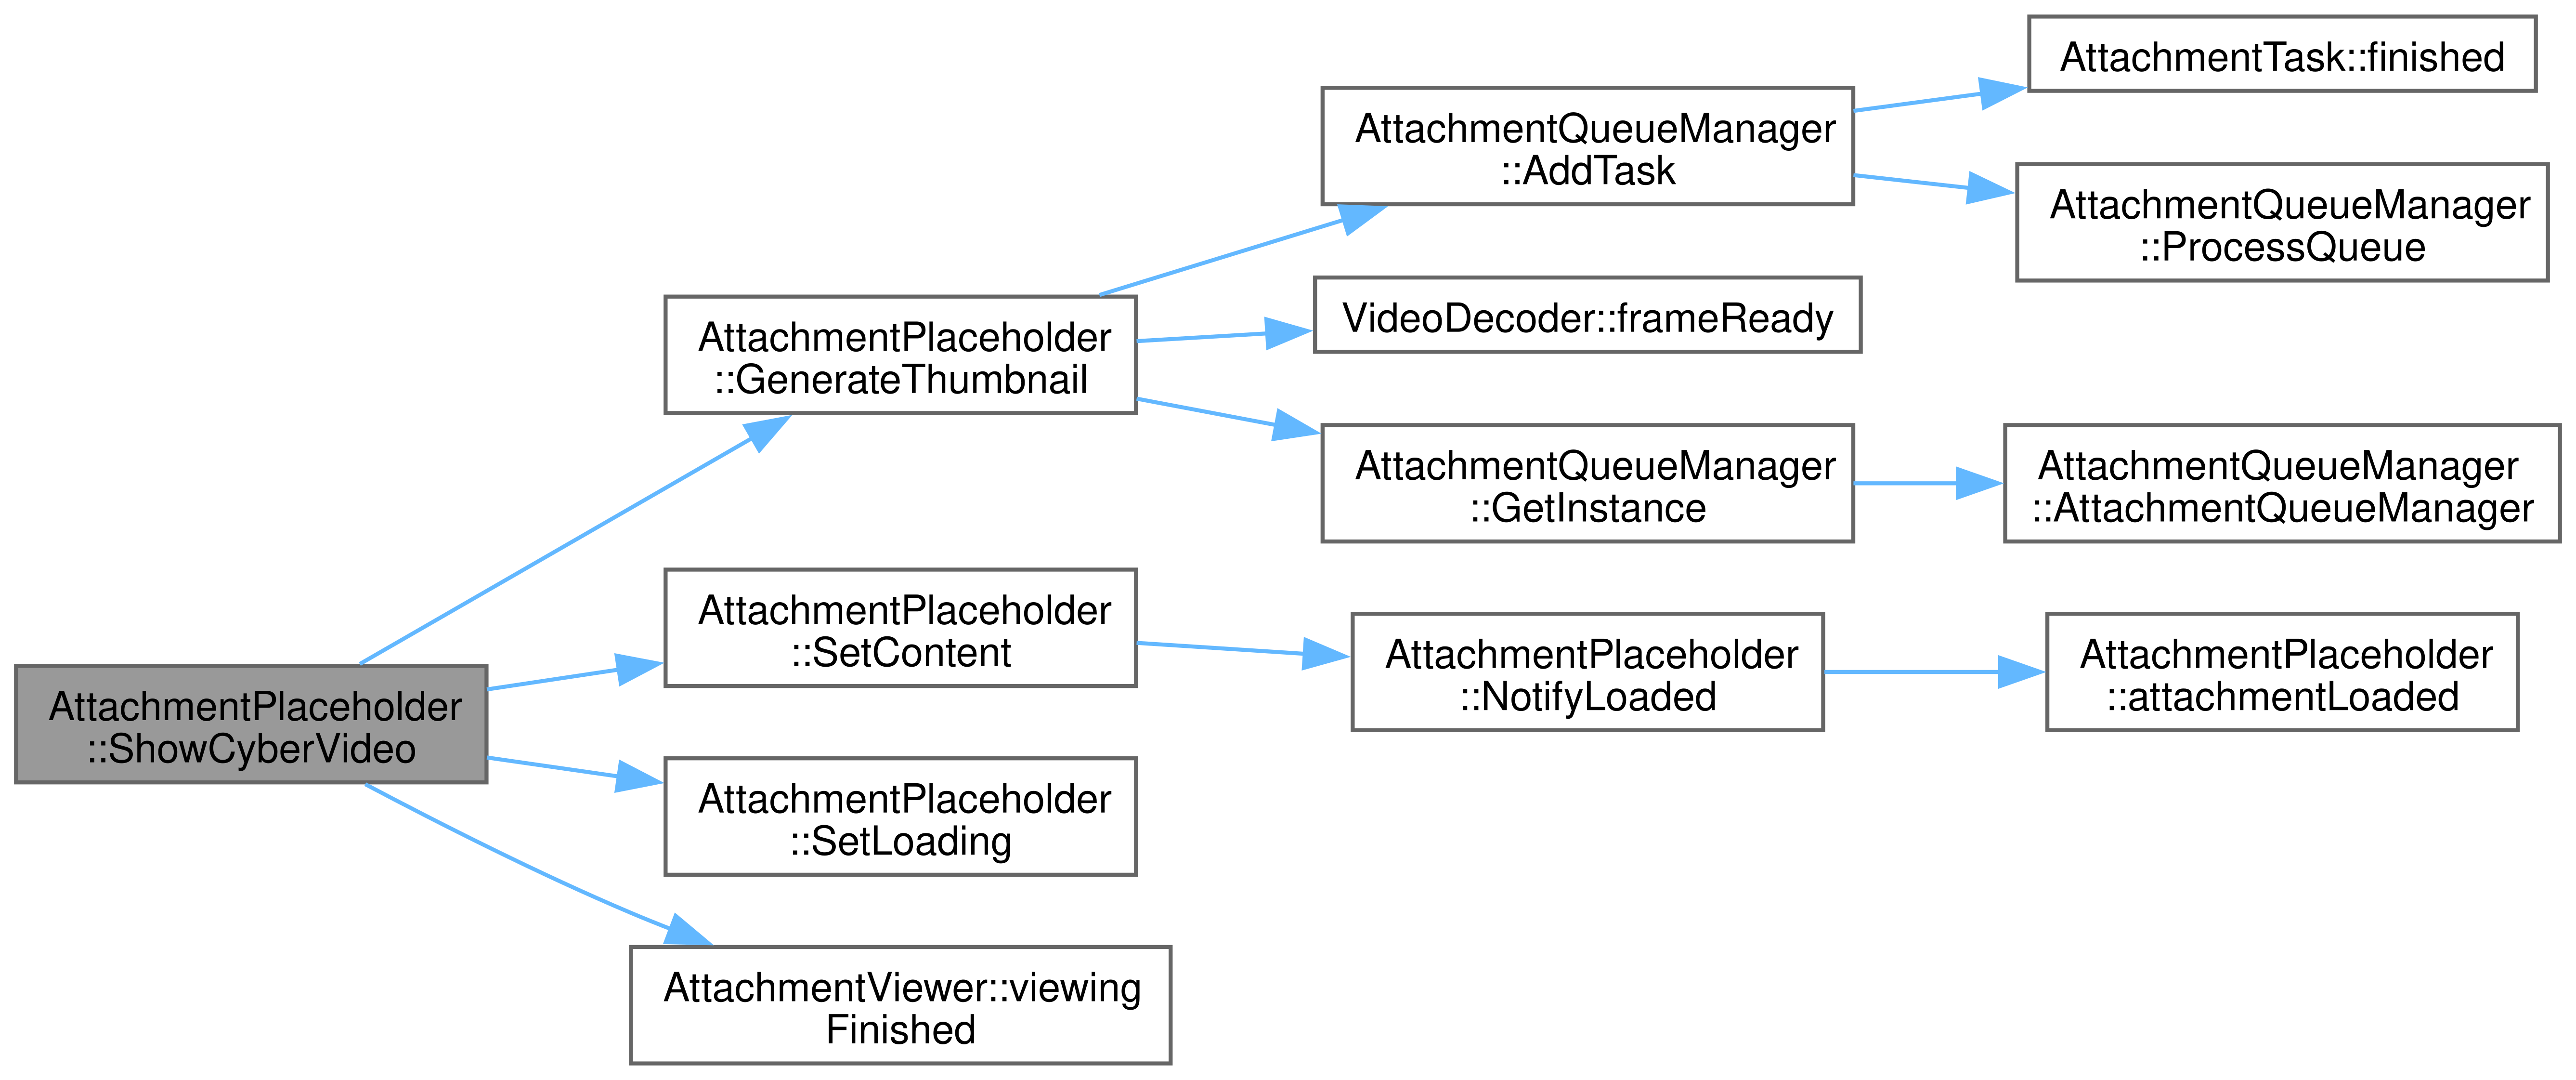 AttachmentPlaceholder
::ShowCyberVideo
AttachmentPlaceholder
::GenerateThumbnail
AttachmentQueueManager
::AddTask
AttachmentTask::finished
AttachmentQueueManager
::ProcessQueue
VideoDecoder::frameReady
AttachmentQueueManager
::GetInstance
AttachmentQueueManager
::AttachmentQueueManager
AttachmentPlaceholder
::SetContent
AttachmentPlaceholder
::NotifyLoaded
AttachmentPlaceholder
::attachmentLoaded
AttachmentPlaceholder
::SetLoading
AttachmentViewer::viewing
Finished